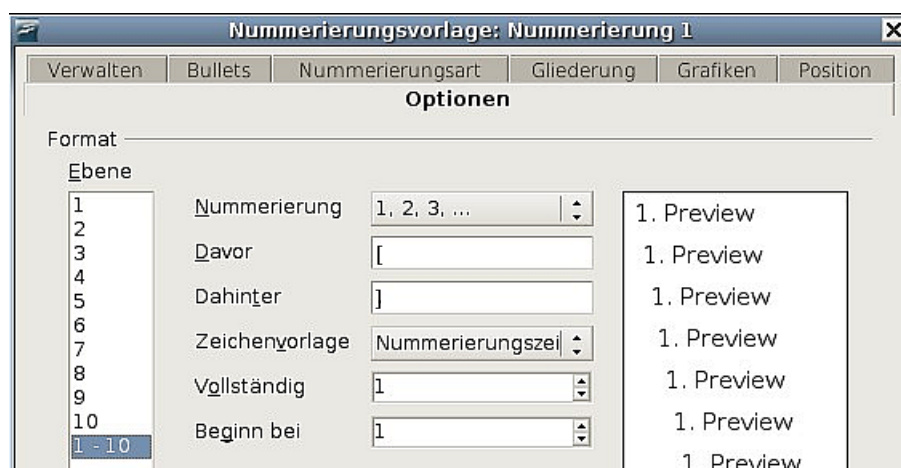 Nummerierungsvorlage: Nummerierung 1
Verwalten Bullets Nummerierungsart Gliederung Grafiken Position
Optionen
Format
Ebene
1
2
3
4
5
6
7
8
9
10
1 - 10
Nummerierung 1, 2, 3, ...
Davor [
Dahinter ]
Zeichenvorlage Nummerierungszei
Vollständig 1
Beginn bei 1
1. Preview
1. Preview
1. Preview
1. Preview
1. Preview
1. Preview
1. Preview